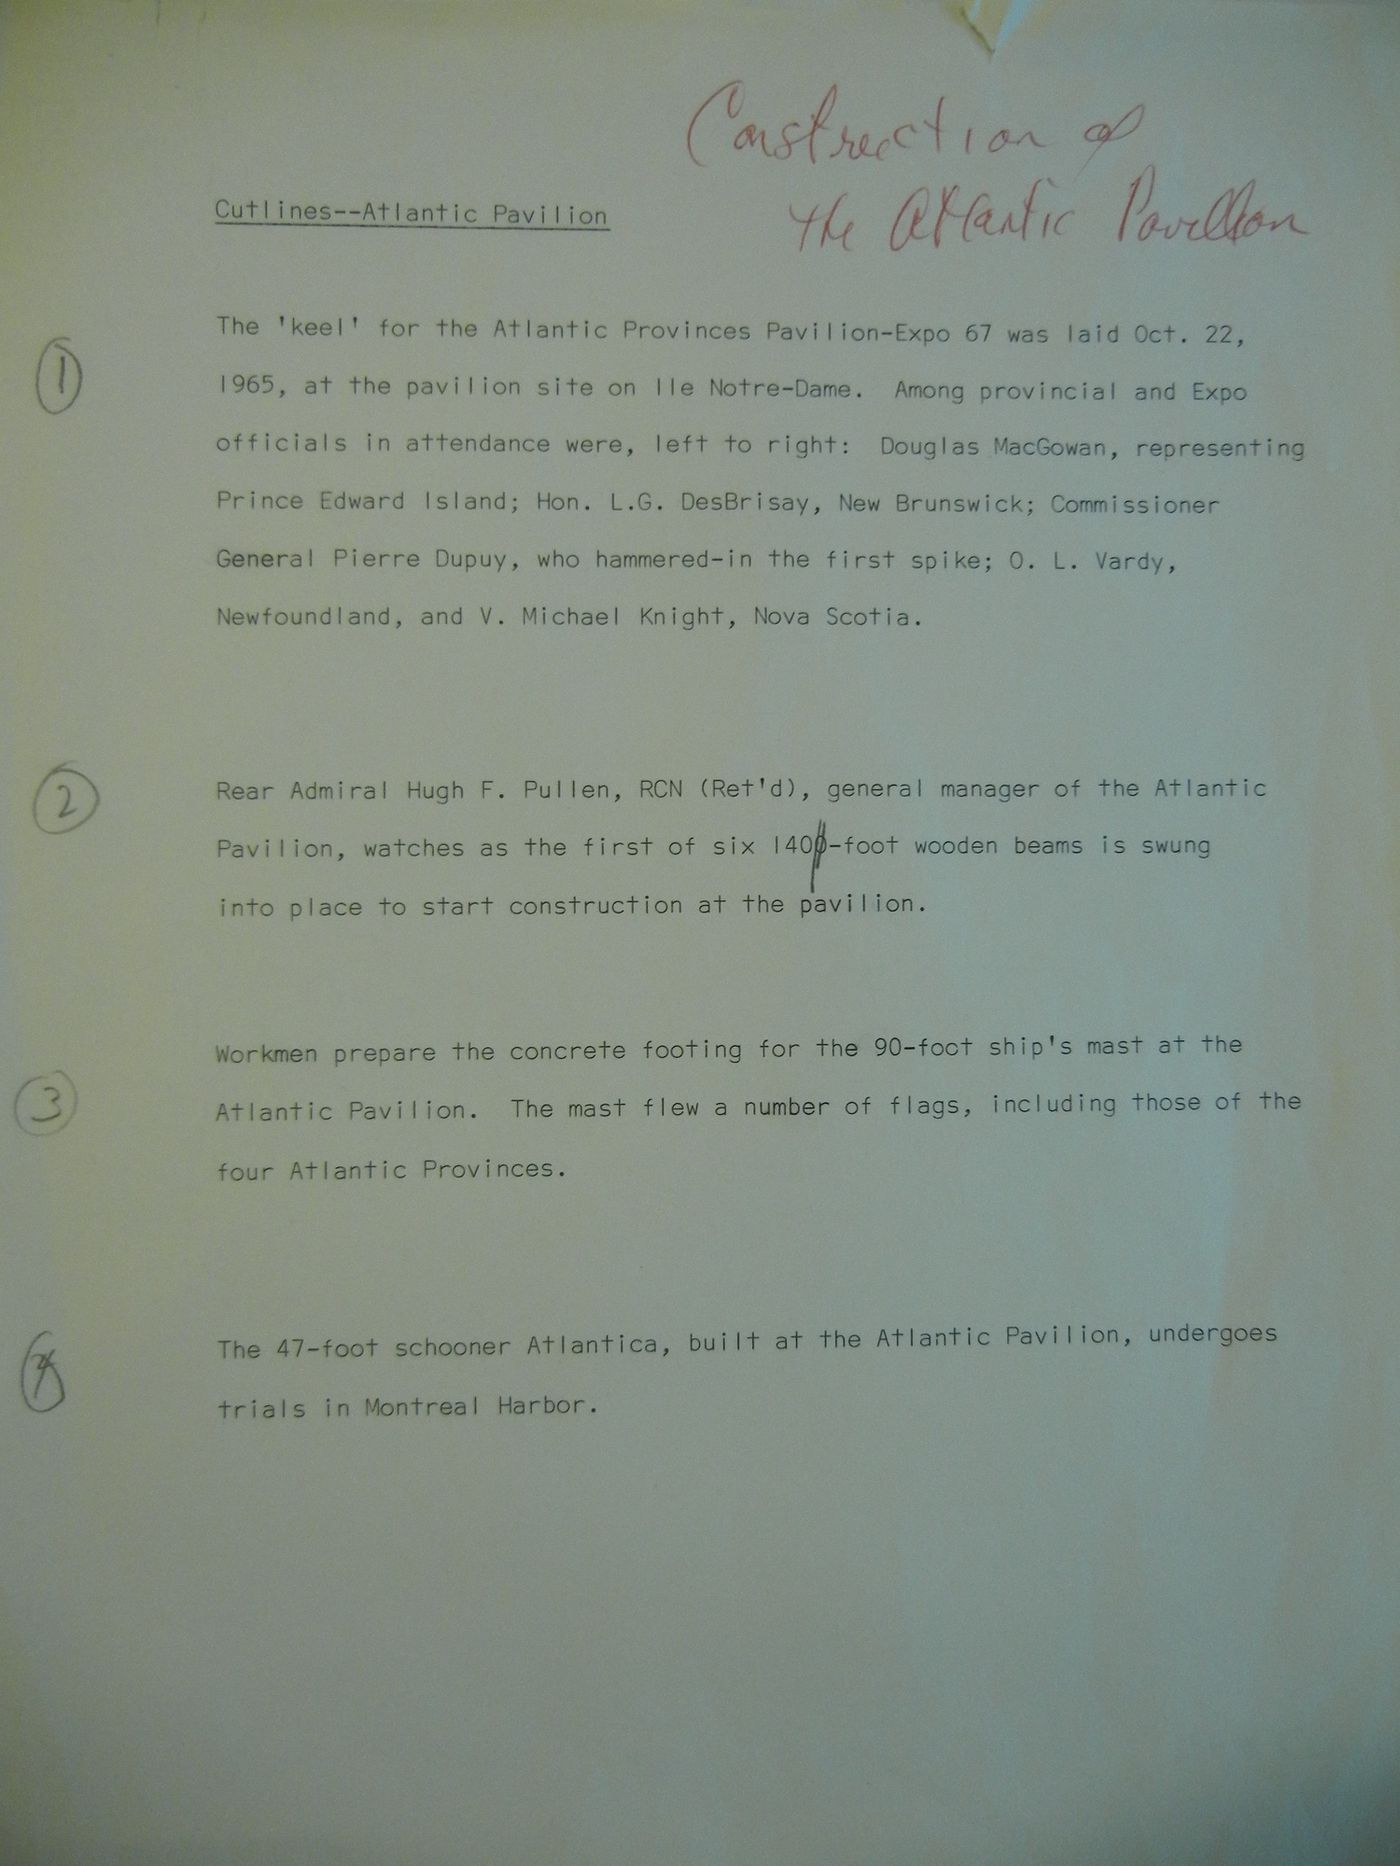 Construction of
the Atlantic Pavillion
Cutlines--Atlantic Pavilion
1
The 'keel' for the Atlantic Provinces Pavilion-Expo 67 was laid Oct. 22,
1965, at the pavilion site on Ile Notre-Dame. Among provincial and Expo
officials in attendance were, left to right: Douglas MacGowan, representing
Prince Edward Island; Hon. L.G. DesBrisay, New Brunswick; Commissioner
General Pierre Dupuy, who hammered-in the first spike; O. L. Vardy,
Newfoundland, and V. Michael Knight, Nova Scotia.
2
Rear Admiral Hugh F. Pullen, RCN (Ret'd), general manager of the Atlantic
Pavilion, watches as the first of six 140-foot wooden beams is swung
into place to start construction at the pavilion.
3
Workmen prepare the concrete footing for the 90-foot ship's mast at the
Atlantic Pavilion. The mast flew a number of flags, including those of the
four Atlantic Provinces.
The 47-foot schooner Atlantica, built at the Atlantic Pavilion, undergoes
trials in Montreal Harbor.